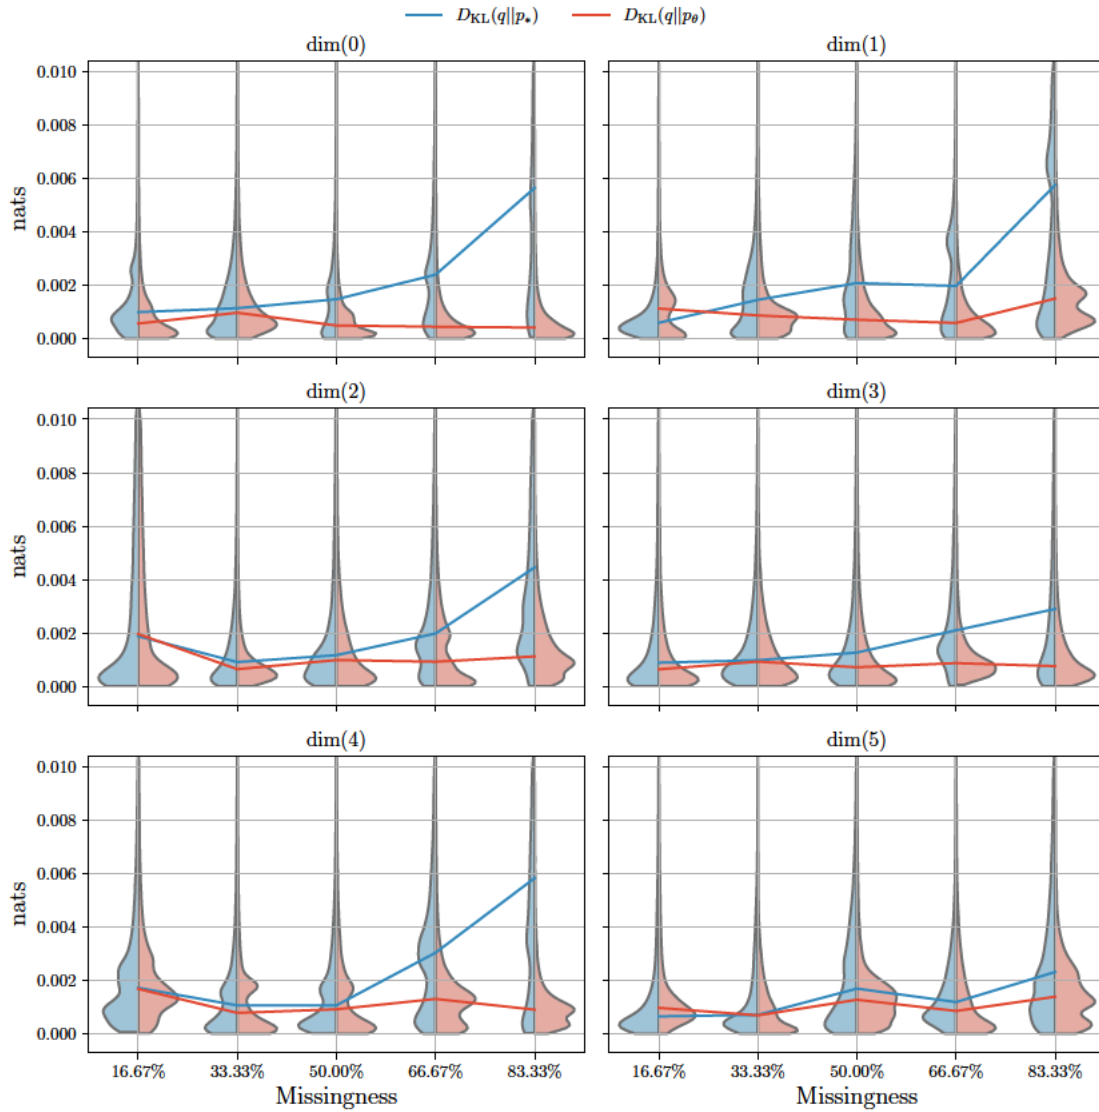 D_KL(q||p_*) D_KL(q||p_θ)
dim(0) dim(1)
0.010
0.008
0.006
0.004
0.002
0.000
nats
dim(2) dim(3)
0.010
0.008
0.006
0.004
0.002
0.000
nats
dim(4) dim(5)
0.010
0.008
0.006
0.004
0.002
0.000
nats
16.67% 33.33% 50.00% 66.67% 83.33% 16.67% 33.33% 50.00% 66.67% 83.33%
Missingness Missingness